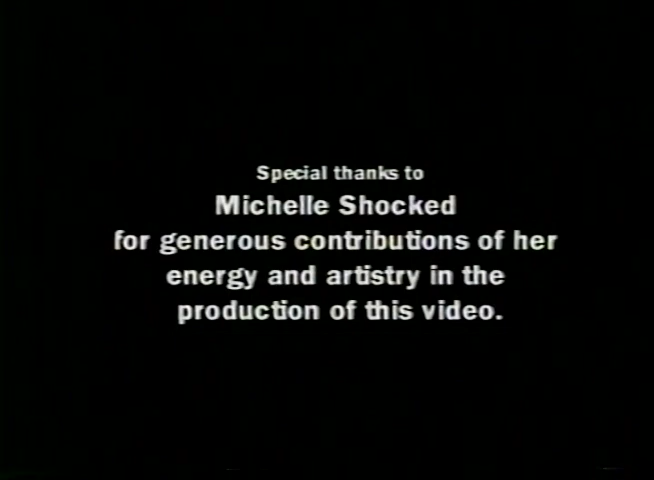 Special thanks to
Michelle Shocked
for generous contributions of her
energy and artistry in the
production of this video.